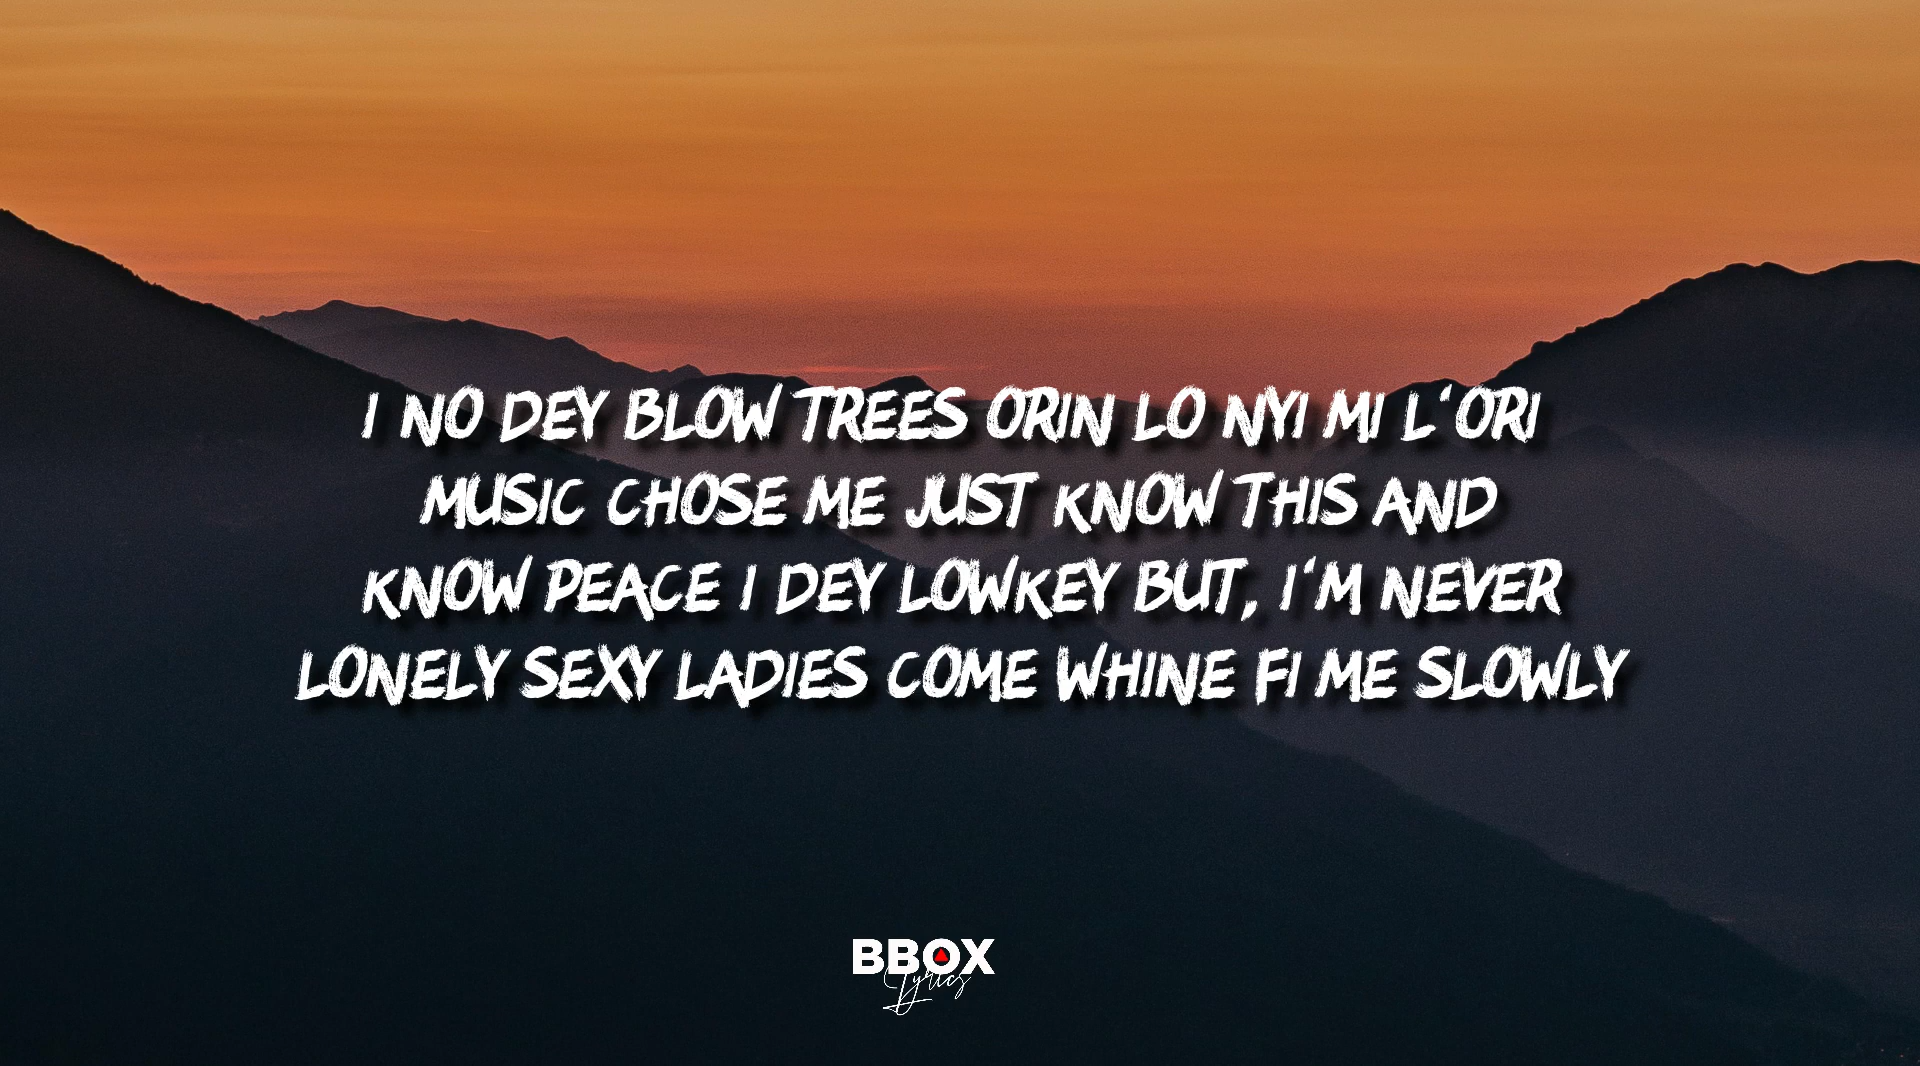 I NO DEY BLOW TREES ORIN LO NYI MI L'ORI
MUSIC CHOSE ME JUST KNOW THIS AND
KNOW PEACE I DEY LOWKEY BUT, I'M NEVER
LONELY SEXY LADIES COME WHINE FI ME SLOWLY
BBOX
Lyrics